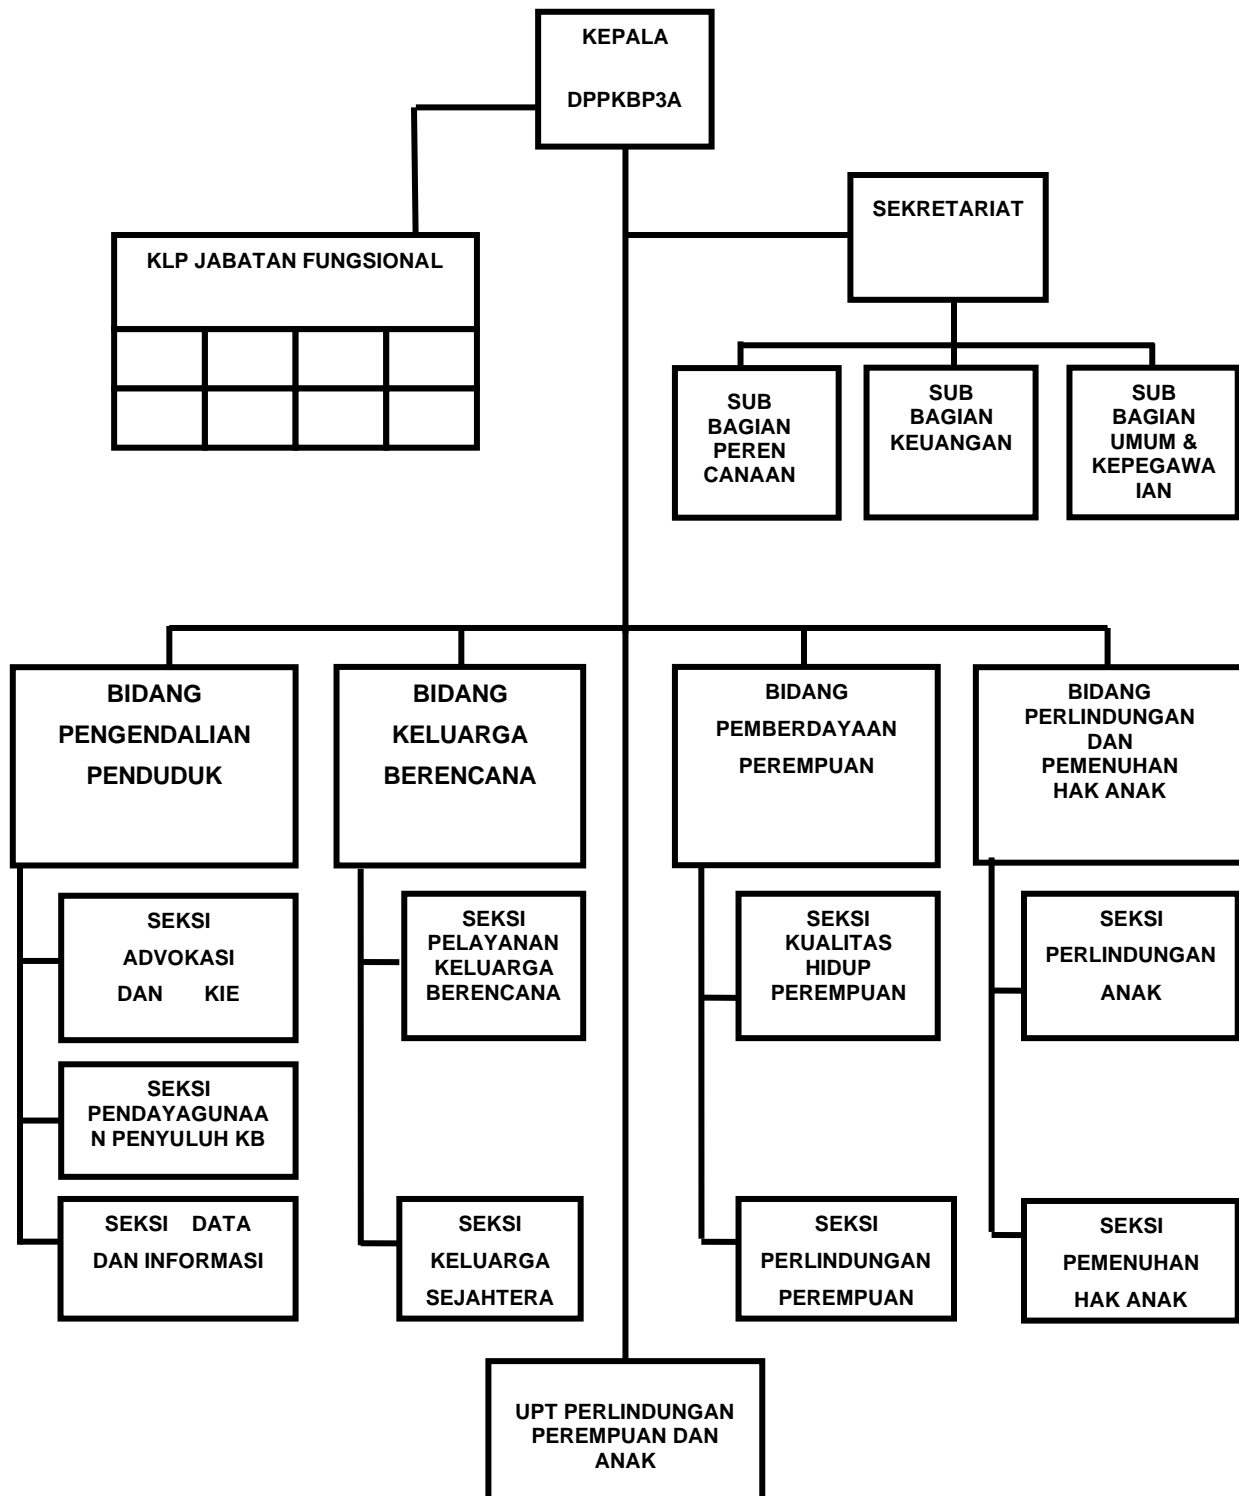 KEPALA
DPPKBP3A
SEKRETARIAT
KLP JABATAN FUNGSIONAL
SUB
BAGIAN
PEREN
CANAAN
SUB
BAGIAN
KEUANGAN
SUB
BAGIAN
UMUM &
KEPEGAWA
IAN
BIDANG
PENGENDALIAN
PENDUDUK
BIDANG
KELUARGA
BERENCANA
BIDANG
PEMBERDAYAAN
PEREMPUAN
BIDANG
PERLINDUNGAN
DAN
PEMENUHAN
HAK ANAK
SEKSI
ADVOKASI
DAN KIE
SEKSI
PELAYANAN
KELUARGA
BERENCANA
SEKSI
KUALITAS
HIDUP
PEREMPUAN
SEKSI
PERLINDUNGAN
ANAK
SEKSI
PENDAYAGUNAA
N PENYULUH KB
SEKSI DATA
DAN INFORMASI
SEKSI
KELUARGA
SEJAHTERA
SEKSI
PERLINDUNGAN
PEREMPUAN
SEKSI
PEMENUHAN
HAK ANAK
UPT PERLINDUNGAN
PEREMPUAN DAN
ANAK